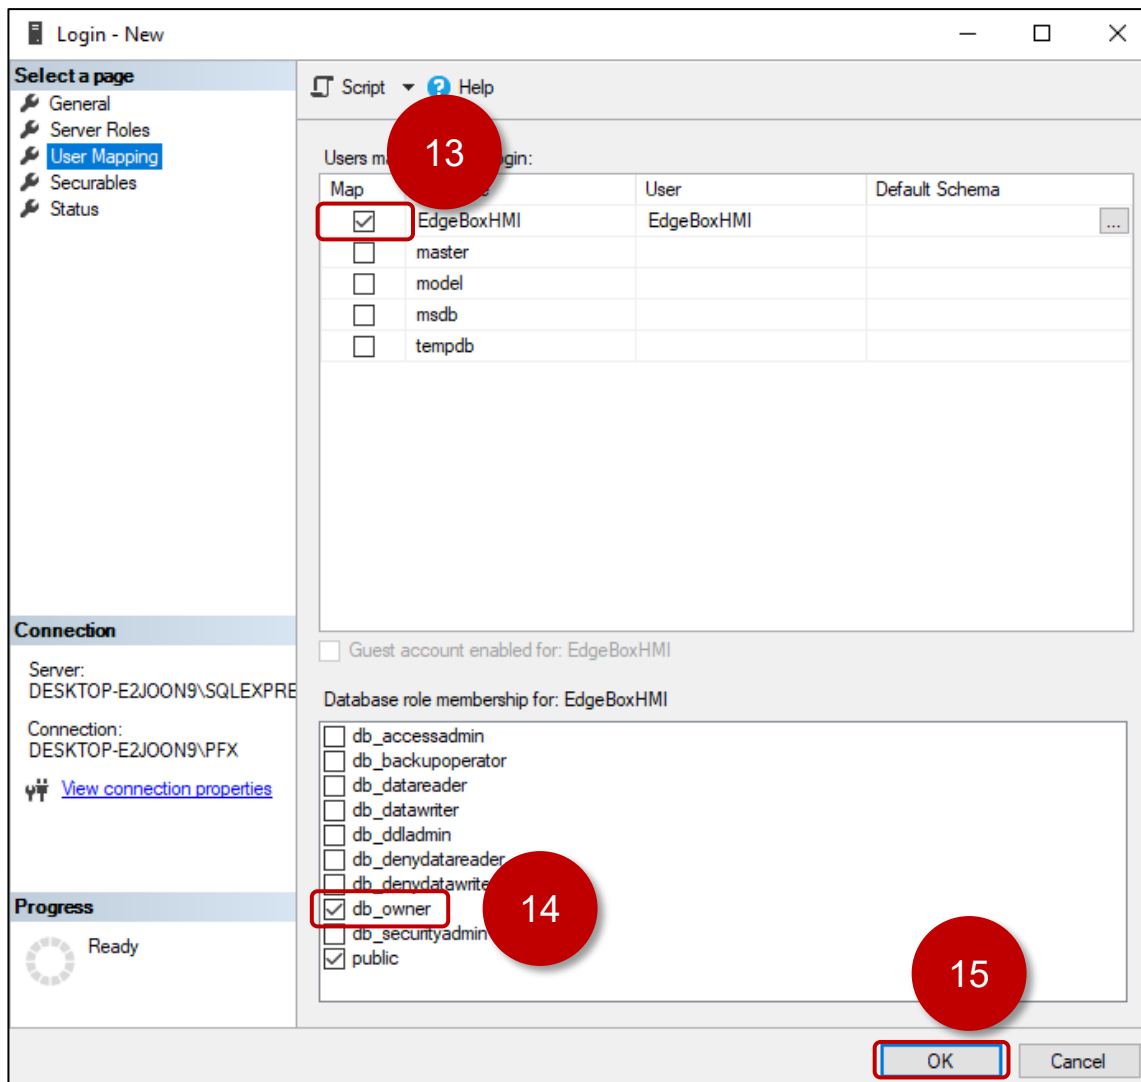 Login - New
Select a page
General
Server Roles
User Mapping
Securables
Status
Script Help
13
Users gin:
Map
User
Default Schema
EdgeBoxHMI
EdgeBoxHMI
...
master
model
msdb
tempdb
Guest account enabled for: EdgeBoxHMI
Connection
Server:
DESKTOP-E2JOON9\SQLEXPRE
Connection:
DESKTOP-E2JOON9\PFX
View connection properties
Database role membership for: EdgeBoxHMI
db_accessadmin
db_backupoperator
db_datareader
db_datawriter
db_ddladmin
db_denydatareader
db_denydatawrite
db_owner
14
db_securityadmin
public
Progress
Ready
15
OK
Cancel